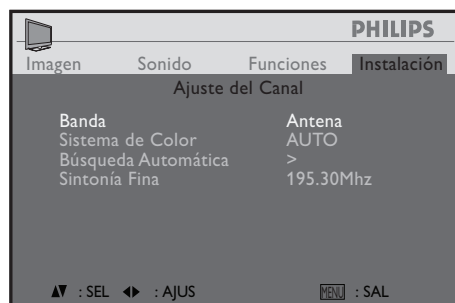 PHILIPS
Imagen Sonido Funciones Instalación
Ajuste del Canal
Banda Antena
Sistema de Color AUTO
Búsqueda Automática >
Sintonía Fina 195.30Mhz
▲▼ : SEL ◀▶ : AJUS MENU : SAL